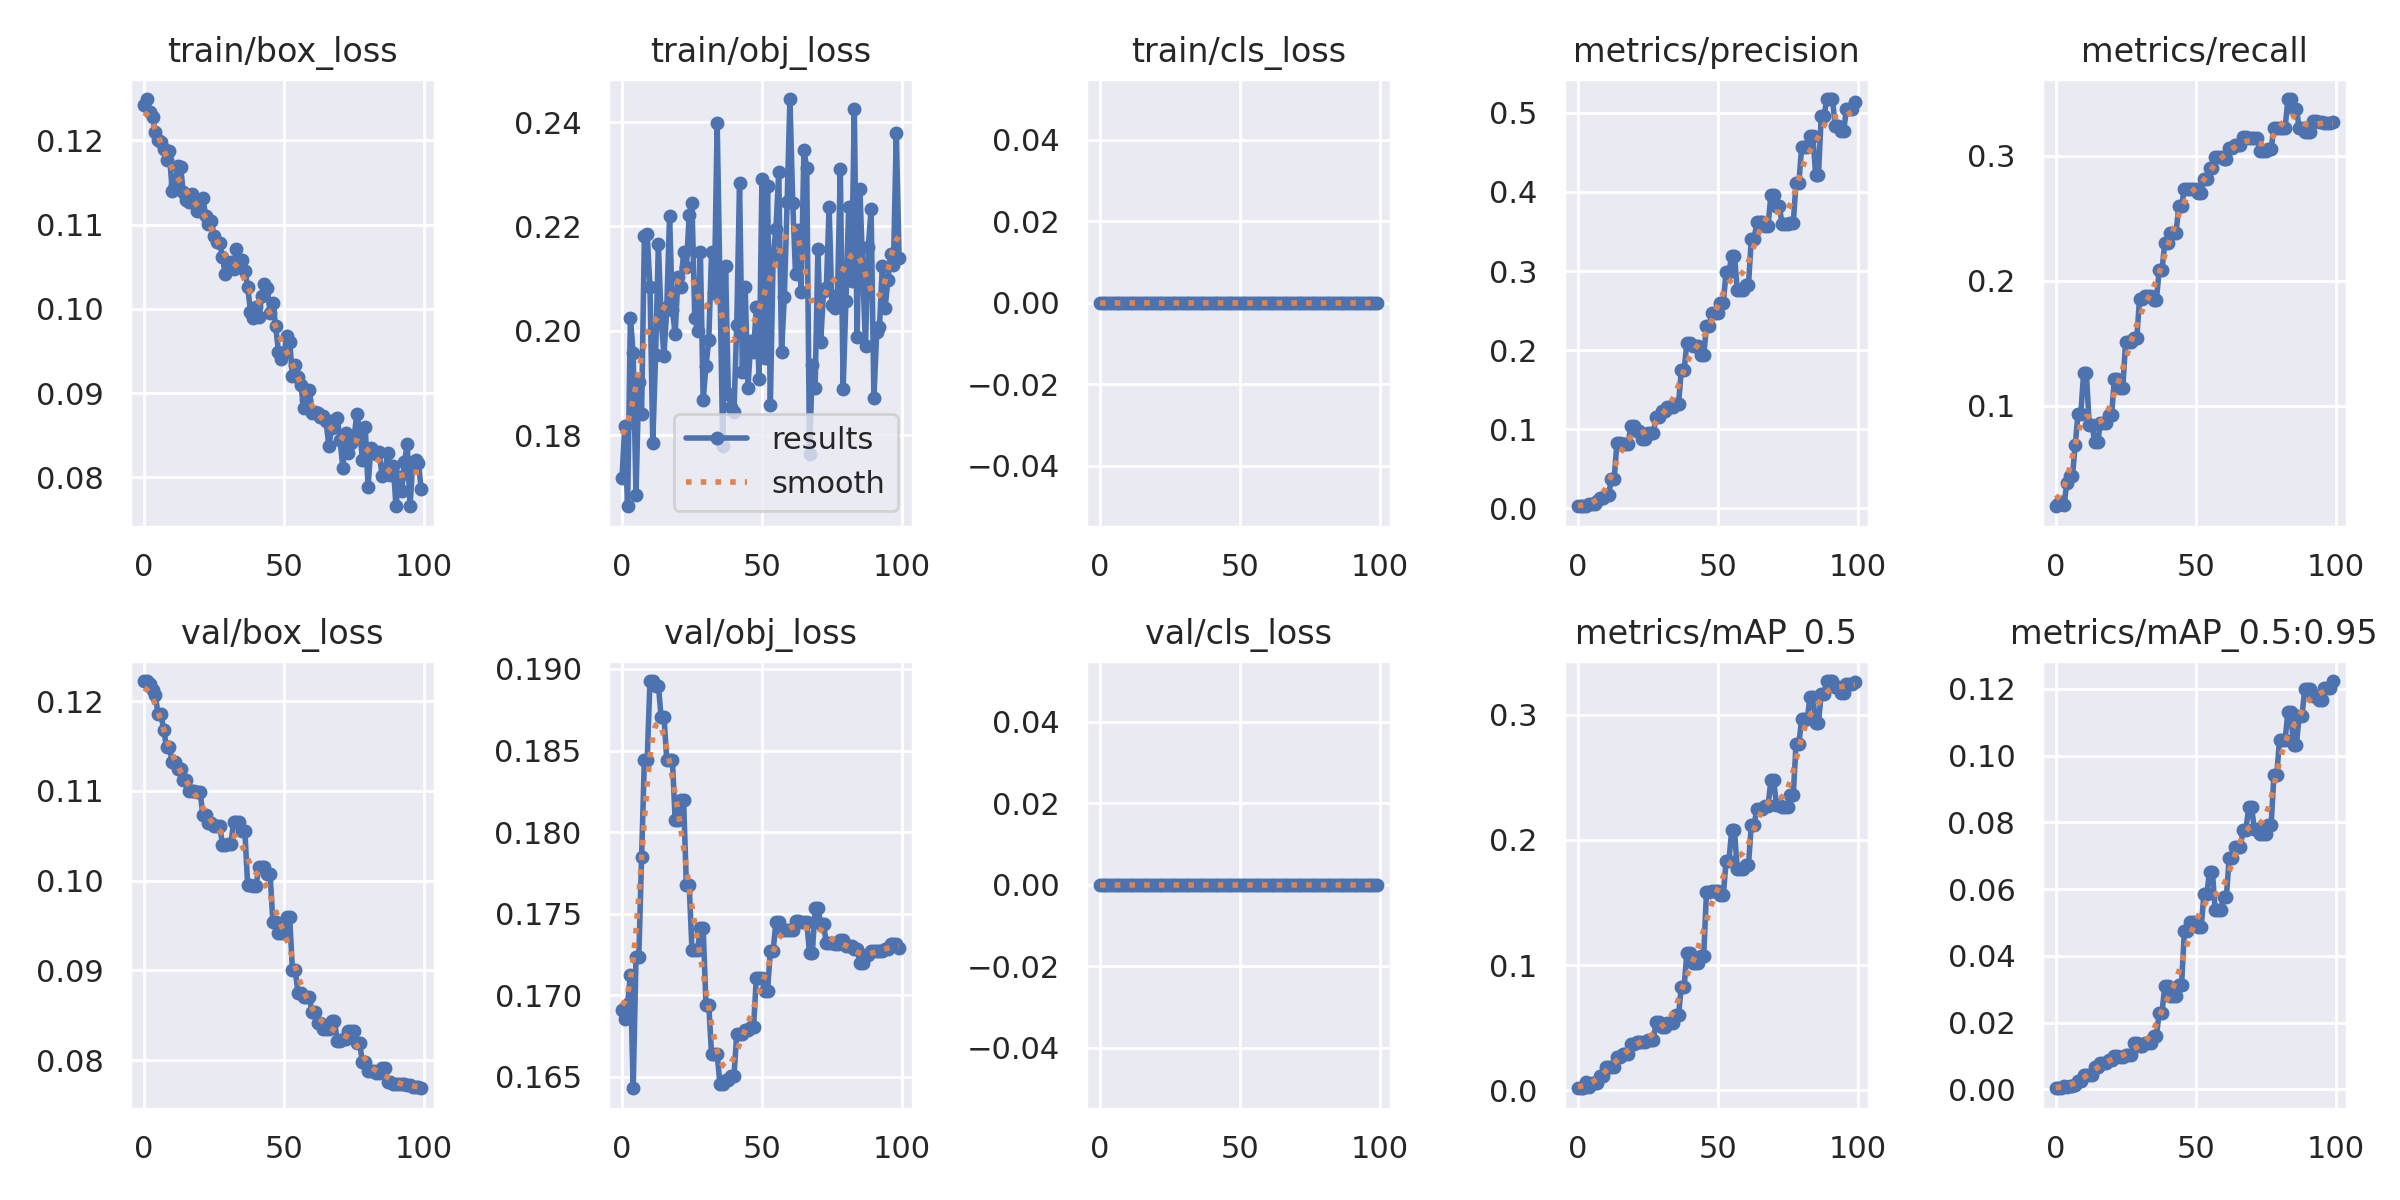 train/box_loss
0.12
0.11
0.10
0.09
0.08
0 50 100
train/obj_loss
0.24
0.22
0.20
0.18
results
smooth
0 50 100
train/cls_loss
0.04
0.02
0.00
−0.02
−0.04
0 50 100
metrics/precision
0.5
0.4
0.3
0.2
0.1
0.0
0 50 100
metrics/recall
0.3
0.2
0.1
0 50 100
val/box_loss
0.12
0.11
0.10
0.09
0.08
0 50 100
val/obj_loss
0.190
0.185
0.180
0.175
0.170
0.165
0 50 100
val/cls_loss
0.04
0.02
0.00
−0.02
−0.04
0 50 100
metrics/mAP_0.5
0.3
0.2
0.1
0.0
0 50 100
metrics/mAP_0.5:0.95
0.12
0.10
0.08
0.06
0.04
0.02
0.00
0 50 100